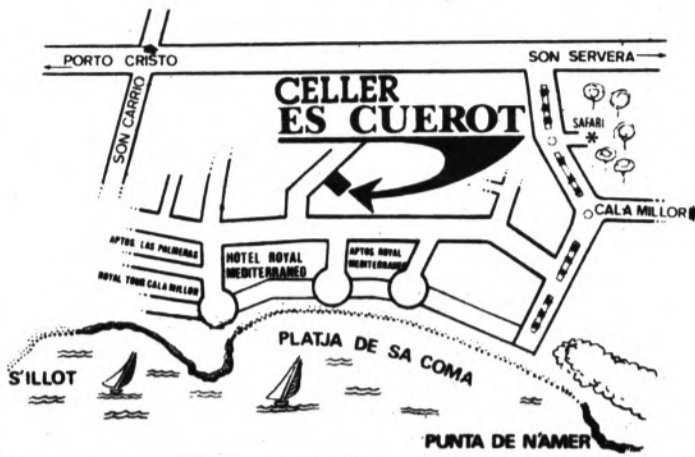 PORTO CRISTO
SON SERVERA
SON CARRIO
CELLER
ES CUEROT
SAFARI
CALA MILLOR
APTOS. LAS PALMERAS
HOTEL ROYAL
MEDITERRANEO
APTOS. ROYAL
MEDITERRANEO
ROYAL TOUR CALA MILLOR
PLATJA DE SA COMA
S'ILLOT
PUNTA DE N'AMER